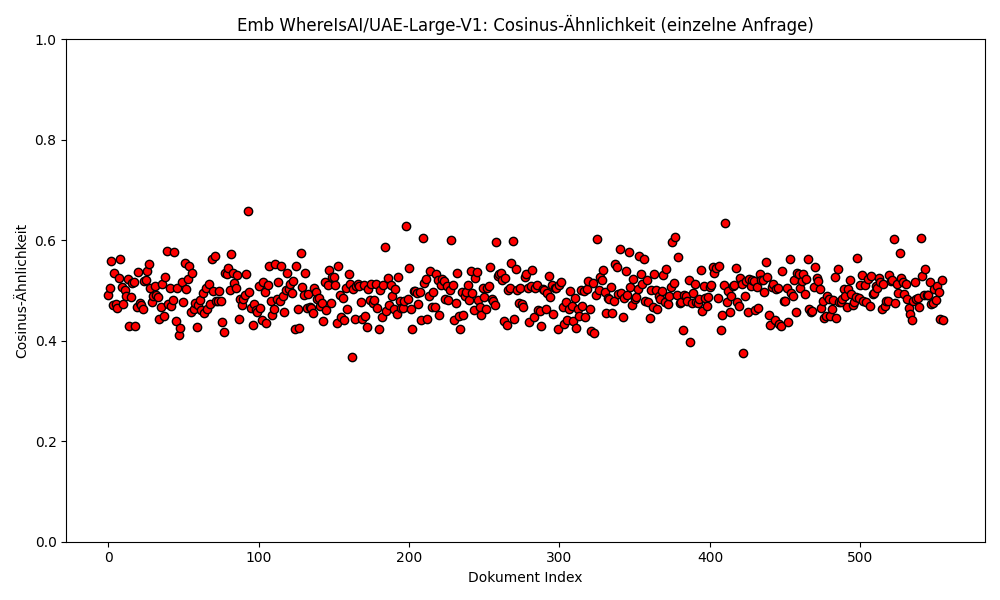 Emb WhereIsAI/UAE-Large-V1: Cosinus-Ähnlichkeit (einzelne Anfrage)
Cosinus-Ähnlichkeit
1.0
0.8
0.6
0.4
0.2
0.0
0 100 200 300 400 500
Dokument Index